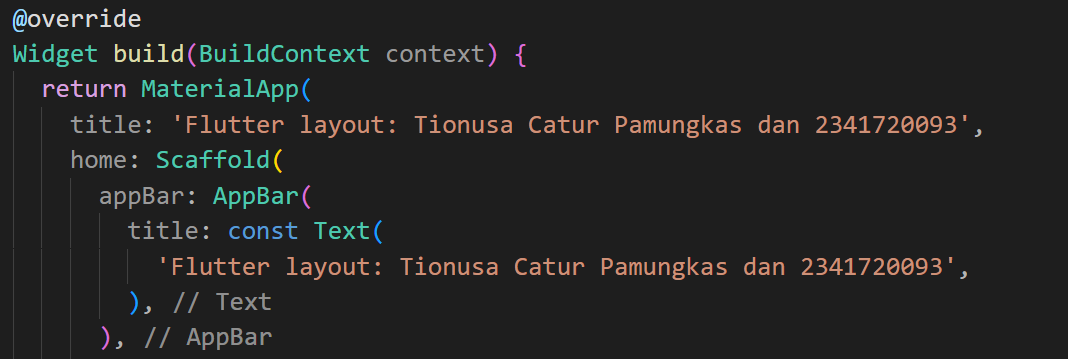 @override
Widget build(BuildContext context) {
return MaterialApp(
title: 'Flutter layout: Tionusa Catur Pamungkas dan 2341720093',
home: Scaffold(
appBar: AppBar(
title: const Text(
'Flutter layout: Tionusa Catur Pamungkas dan 2341720093',
), // Text
), // AppBar